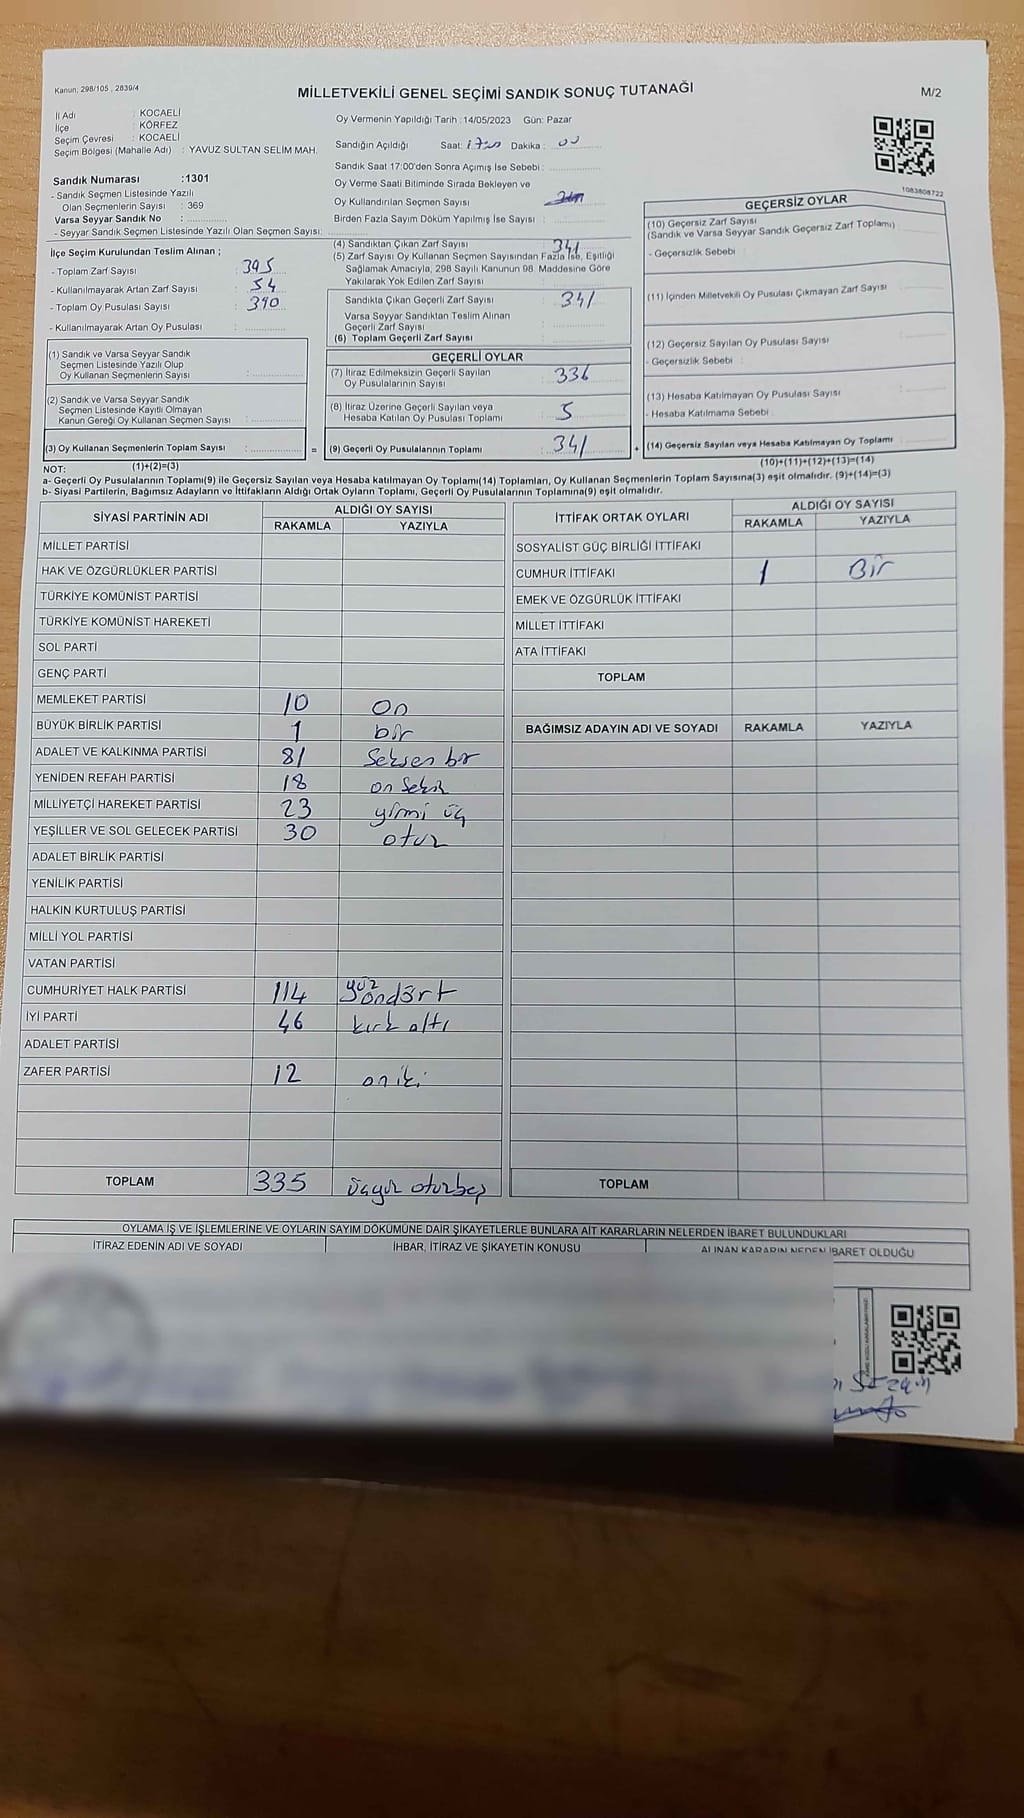 Kanun, 298/105 , 2839/4
MİLLETVEKİLİ GENEL SEÇİMİ SANDIK SONUÇ TUTANAĞI
M/2
İl Adı : KOCAELİ
İlçe : KÖRFEZ
Seçim Çevresi : KOCAELİ
Seçim Bölgesi (Mahalle Adı) : YAVUZ SULTAN SELİM MAH.
Sandık Numarası :1301
- Sandık Seçmen Listesinde Yazılı
Olan Seçmenlerin Sayısı : 369
Varsa Seyyar Sandık No :
- Seyyar Sandık Seçmen Listesinde Yazılı Olan Seçmen Sayısı:
Oy Vermenin Yapıldığı Tarih :14/05/2023 Gün: Pazar
Sandığın Açıldığı Saat: 17:00 Dakika : 00
Sandık Saat 17:00'den Sonra Açımış İse Sebebi :
Oy Verme Saati Bitiminde Sırada Bekleyen ve
Oy Kullandırılan Seçmen Sayısı :
Birden Fazla Sayım Döküm Yapılmış İse Sayısı :
1083808722
İlçe Seçim Kurulundan Teslim Alınan ;
- Toplam Zarf Sayısı : 395
- Kullanılmayarak Artan Zarf Sayısı : 54
- Toplam Oy Pusulası Sayısı : 390
- Kullanılmayarak Artan Oy Pusulası :
(4) Sandıktan Çıkan Zarf Sayısı : 341
(5) Zarf Sayısı Oy Kullanan Seçmen Sayısından Fazla İse, Eşitliği
Sağlamak Amacıyla, 298 Sayılı Kanunun 98. Maddesine Göre
Yakılarak Yok Edilen Zarf Sayısı :
Sandıkta Çıkan Geçerli Zarf Sayısı : 341
Varsa Seyyar Sandıktan Teslim Alınan
Geçerli Zarf Sayısı :
(6) Toplam Geçerli Zarf Sayısı :
GEÇERSİZ OYLAR
(10) Geçersiz Zarf Sayısı
(Sandık ve Varsa Seyyar Sandık Geçersiz Zarf Toplamı) :
- Geçersizlik Sebebi :
(11) İçinden Milletvekili Oy Pusulası Çıkmayan Zarf Sayısı :
(12) Geçersiz Sayılan Oy Pusulası Sayısı :
- Geçersizlik Sebebi :
(13) Hesaba Katılmayan Oy Pusulası Sayısı :
- Hesaba Katılmama Sebebi :
(14) Geçersiz Sayılan veya Hesaba Katılmayan Oy Toplamı :
(1) Sandık ve Varsa Seyyar Sandık
Seçmen Listesinde Yazılı Olup
Oy Kullanan Seçmenlerin Sayısı :
(2) Sandık ve Varsa Seyyar Sandık
Seçmen Listesinde Kayıtlı Olmayan
Kanun Gereği Oy Kullanan Seçmen Sayısı :
(3) Oy Kullanan Seçmenlerin Toplam Sayısı : =
GEÇERLİ OYLAR
(7) İtiraz Edilmeksizin Geçerli Sayılan
Oy Pusulalarının Sayısı : 336
(8) İtiraz Üzerine Geçerli Sayılan veya
Hesaba Katılan Oy Pusulası Toplamı : 5
(9) Geçerli Oy Pusulalarının Toplamı : 341 +
NOT: (1)+(2)=(3)
(10)+(11)+(12)+(13)=(14)
a- Geçerli Oy Pusulalarının Toplamı(9) ile Geçersiz Sayılan veya Hesaba katılmayan Oy Toplamı(14) Toplamları, Oy Kullanan Seçmenlerin Toplam Sayısına(3) eşit olmalıdır. (9)+(14)=(3)
b- Siyasi Partilerin, Bağımsız Adayların ve İttifakların Aldığı Ortak Oyların Toplamı, Geçerli Oy Pusulalarının Toplamına(9) eşit olmalıdır.
SİYASİ PARTİNİN ADI ALDIĞI OY SAYISI
RAKAMLA YAZIYLA
MİLLET PARTİSİ
HAK VE ÖZGÜRLÜKLER PARTİSİ
TÜRKİYE KOMÜNİST PARTİSİ
TÜRKİYE KOMÜNİST HAREKETİ
SOL PARTİ
GENÇ PARTİ
MEMLEKET PARTİSİ 10 on
BÜYÜK BİRLİK PARTİSİ 1 bir
ADALET VE KALKINMA PARTİSİ 81 Seksen bir
YENİDEN REFAH PARTİSİ 18 on Sekiz
MİLLİYETÇİ HAREKET PARTİSİ 23 yirmi üç
YEŞİLLER VE SOL GELECEK PARTİSİ 30 otuz
ADALET BİRLİK PARTİSİ
YENİLİK PARTİSİ
HALKIN KURTULUŞ PARTİSİ
MİLLİ YOL PARTİSİ
VATAN PARTİSİ
CUMHURİYET HALK PARTİSİ 114 yüz ondört
İYİ PARTİ 46 kırk altı
ADALET PARTİSİ
ZAFER PARTİSİ 12 oniki
TOPLAM 335 üçyüz otuzbeş
İTTİFAK ORTAK OYLARI ALDIĞI OY SAYISI
RAKAMLA YAZIYLA
SOSYALİST GÜÇ BİRLİĞİ İTTİFAKI
CUMHUR İTTİFAKI 1 Bir
EMEK VE ÖZGÜRLÜK İTTİFAKI
MİLLET İTTİFAKI
ATA İTTİFAKI
TOPLAM
BAĞIMSIZ ADAYIN ADI VE SOYADI RAKAMLA YAZIYLA
TOPLAM
OYLAMA İŞ VE İŞLEMLERİNE VE OYLARIN SAYIM DÖKÜMÜNE DAİR ŞİKAYETLERLE BUNLARA AİT KARARLARIN NELERDEN İBARET BULUNDUKLARI
İTİRAZ EDENİN ADI VE SOYADI İHBAR, İTİRAZ VE ŞİKAYETİN KONUSU ALINAN KARARIN NEDEN İBARET OLDUĞU